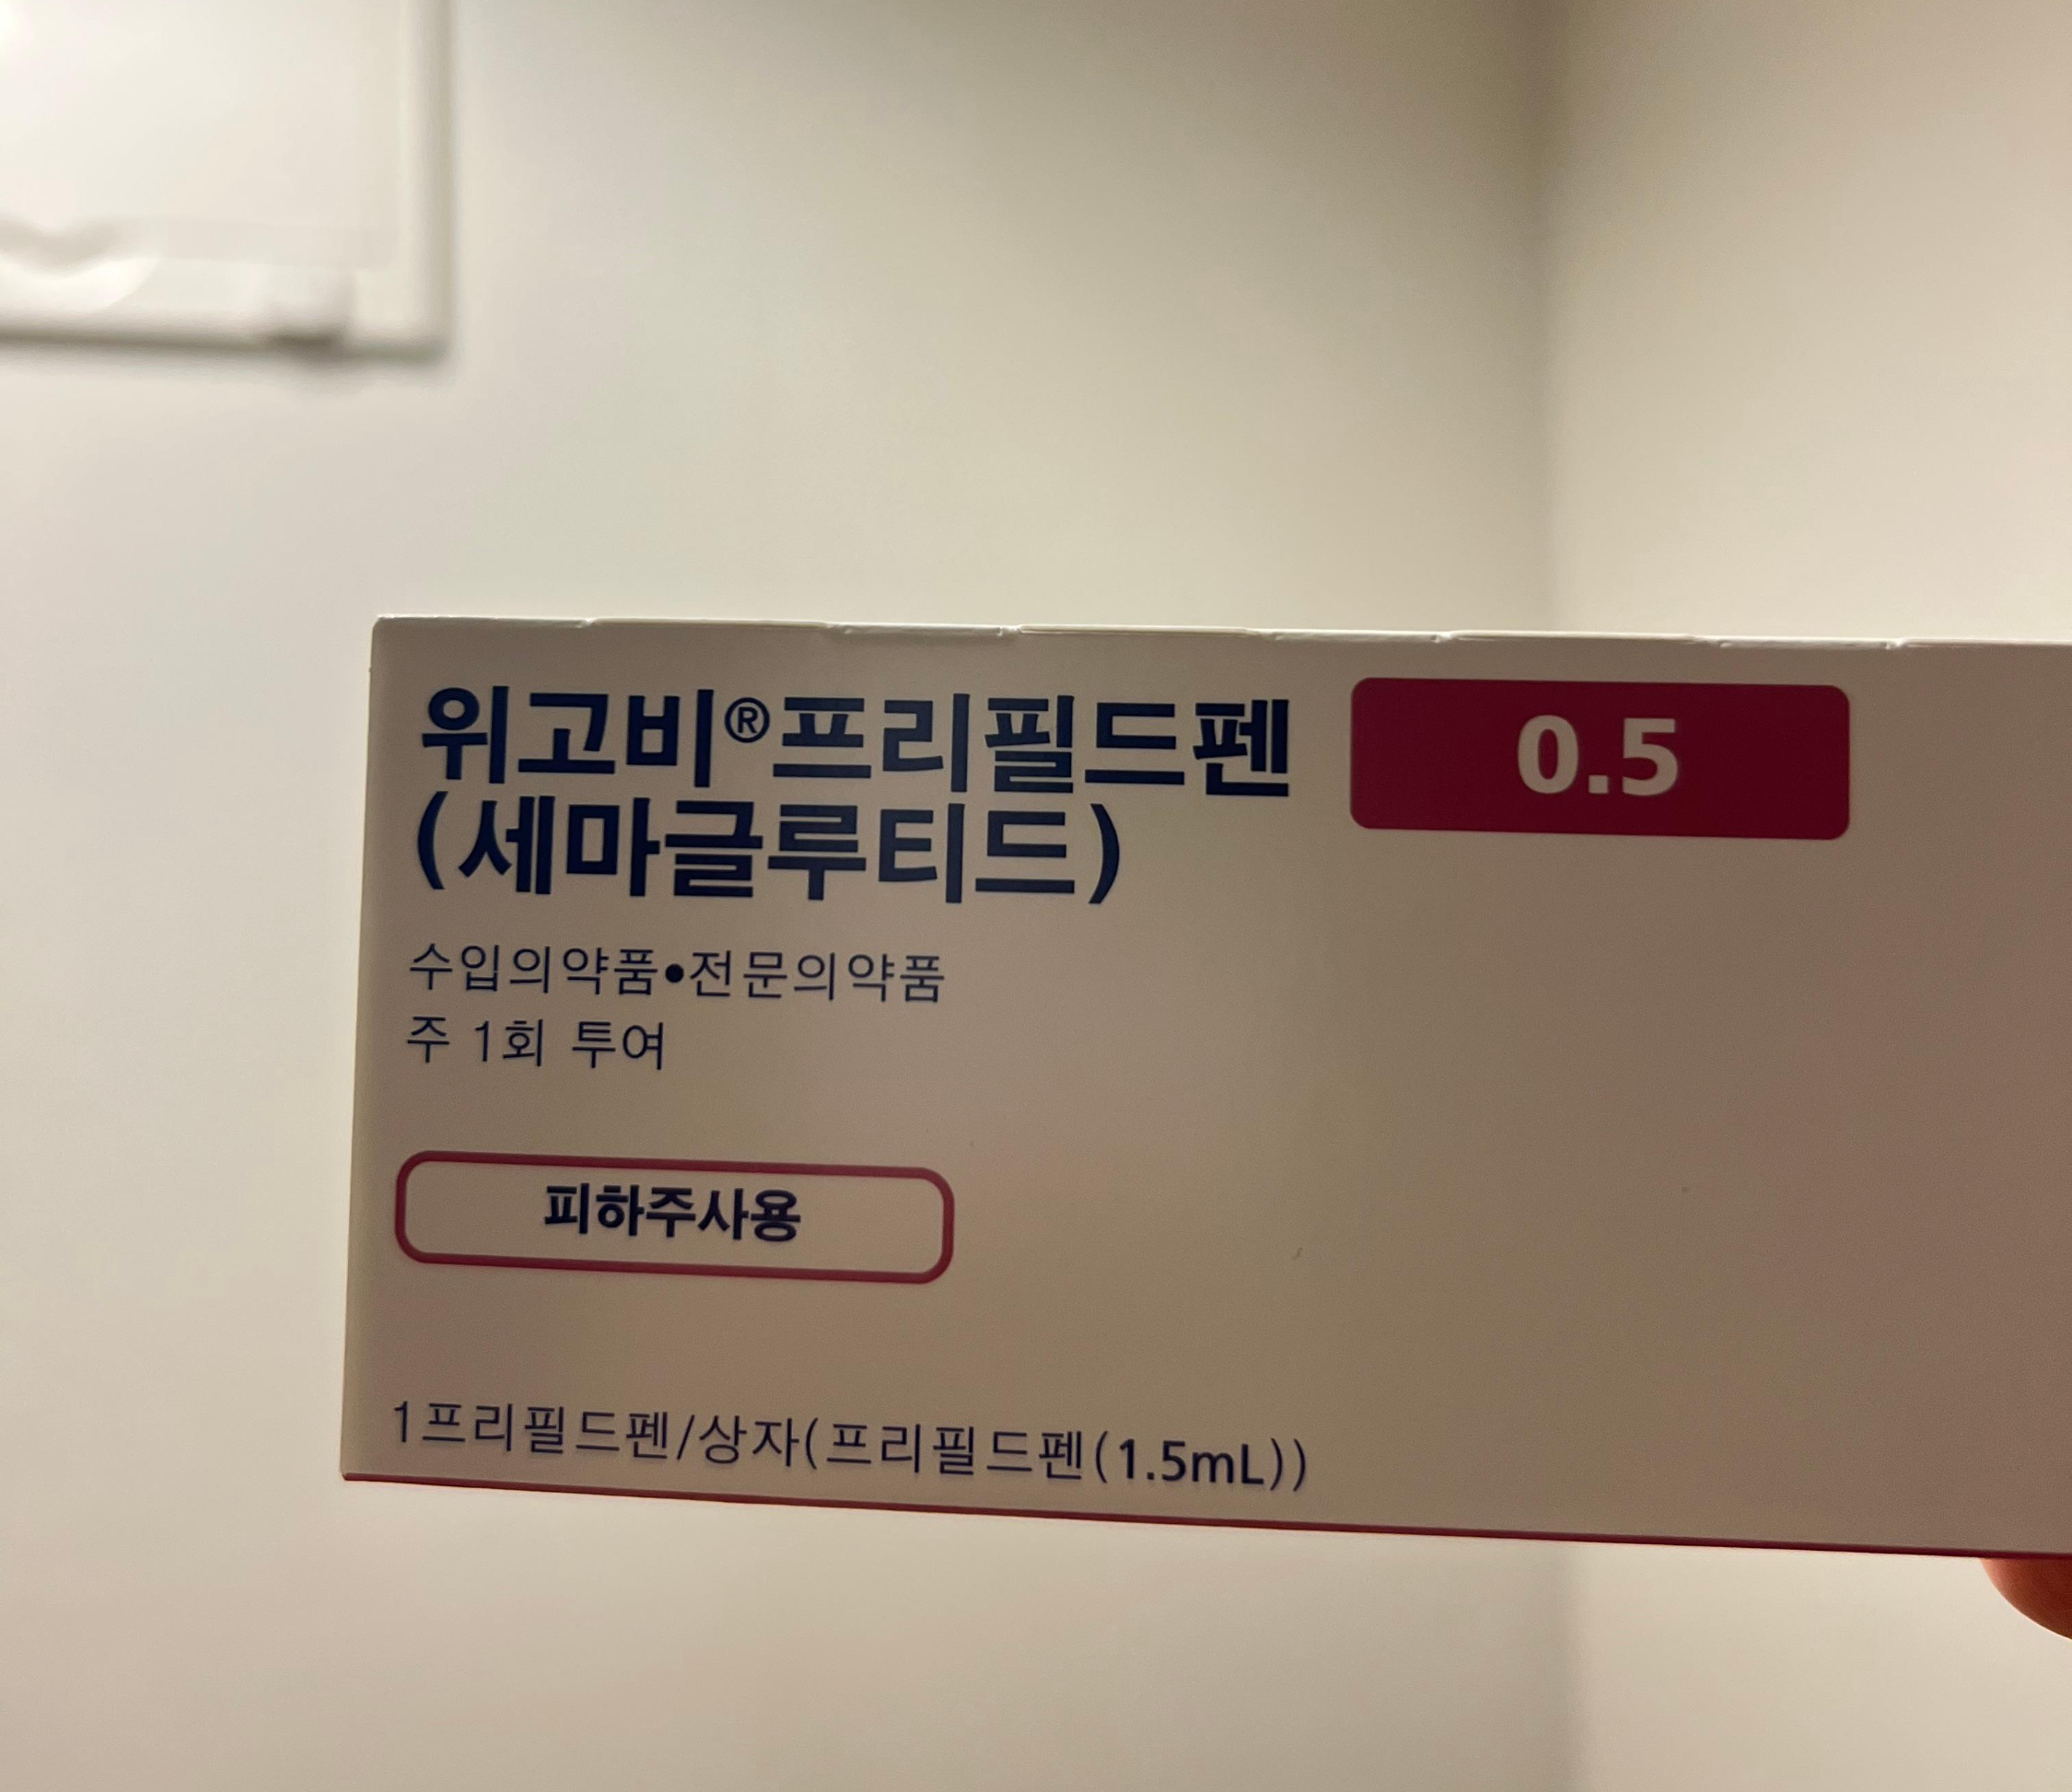 위고비®프리필드펜 0.5
(세마글루티드)
수입의약품•전문의약품
주 1회 투여
피하주사용
1프리필드펜/상자(프리필드펜(1.5mL))